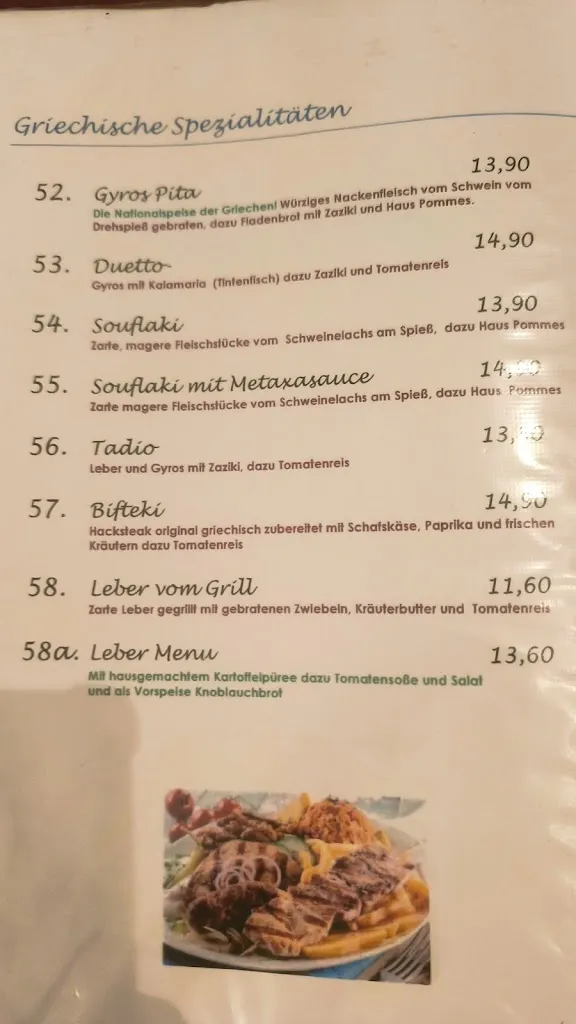 Griechische Spezialitäten
13,90
52. Gyros Pita
Die Nationalspeise der Griechen! Würziges Nackenfleisch vom Schwein vom
Drehspieß gebraten, dazu Fladenbrot mit Zaziki und Haus Pommes.
14,90
53. Duetto
Gyros mit Kalamaria (Tintenfisch) dazu Zaziki und Tomatenreis
13,90
54. Souflaki
Zarte, magere Fleischstücke vom Schweinelachs am Spieß, dazu Haus Pommes
55. Souflaki mit Metaxasauce
Zarte magere Fleischstücke vom Schweinelachs am Spieß, dazu Haus Pommes
56. Tadio
Leber und Gyros mit Zaziki, dazu Tomatenreis
57. Bifteki 14,90
Hacksteak original griechisch zubereitet mit Schafskäse, Paprika und frischen
Kräutern dazu Tomatenreis
58. Leber vom Grill 11,60
Zarte Leber gegrillt mit gebratenen Zwiebeln, Kräuterbutter und Tomatenreis
58a. Leber Menu 13,60
Mit hausgemachtem Kartoffelpüree dazu Tomatensoße und Salat
und als Vorspeise Knoblauchbrot